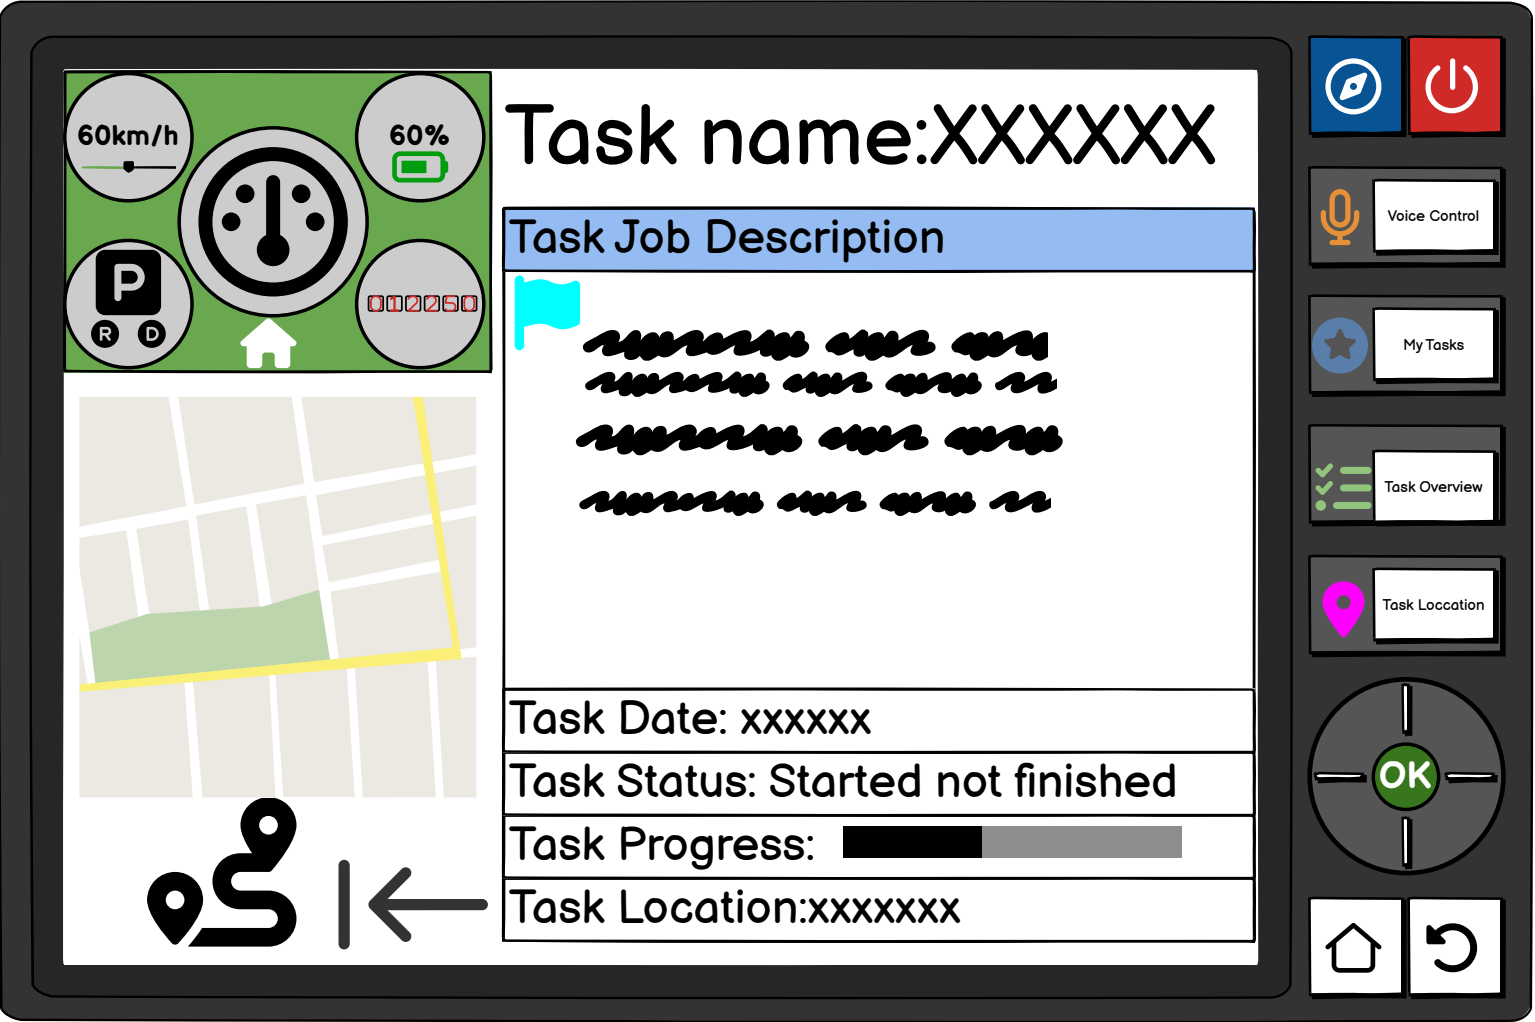 60km/h
60%
P
R D
012250
Task name:XXXXXX
Task Job Description
Task Date: xxxxxx
Task Status: Started not finished
Task Progress:
Task Location:xxxxxxx
Voice Control
My Tasks
Task Overview
Task Loccation
OK